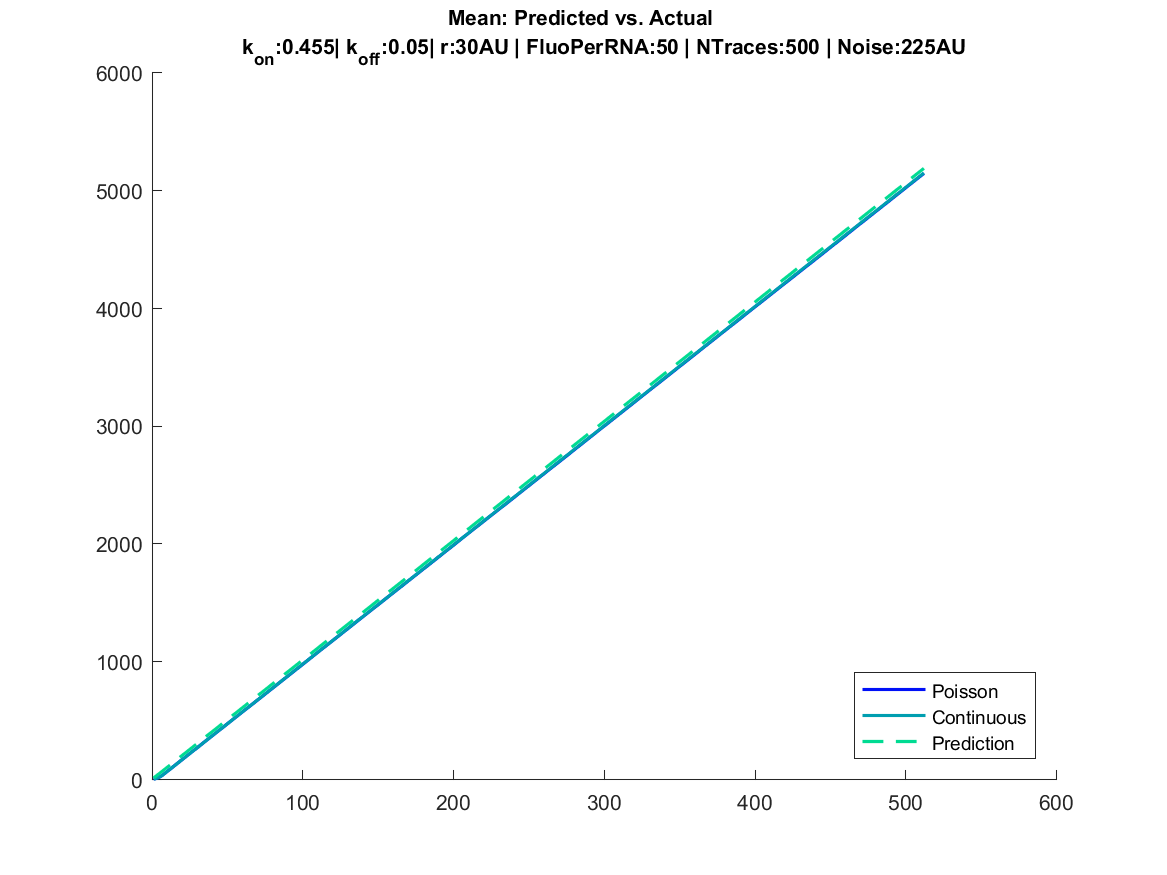 Mean: Predicted vs. Actual
k_on:0.455| k_off:0.05| r:30AU | FluoPerRNA:50 | NTraces:500 | Noise:225AU
6000
5000
4000
3000
2000
1000
0
0 100 200 300 400 500 600
Poisson
Continuous
Prediction